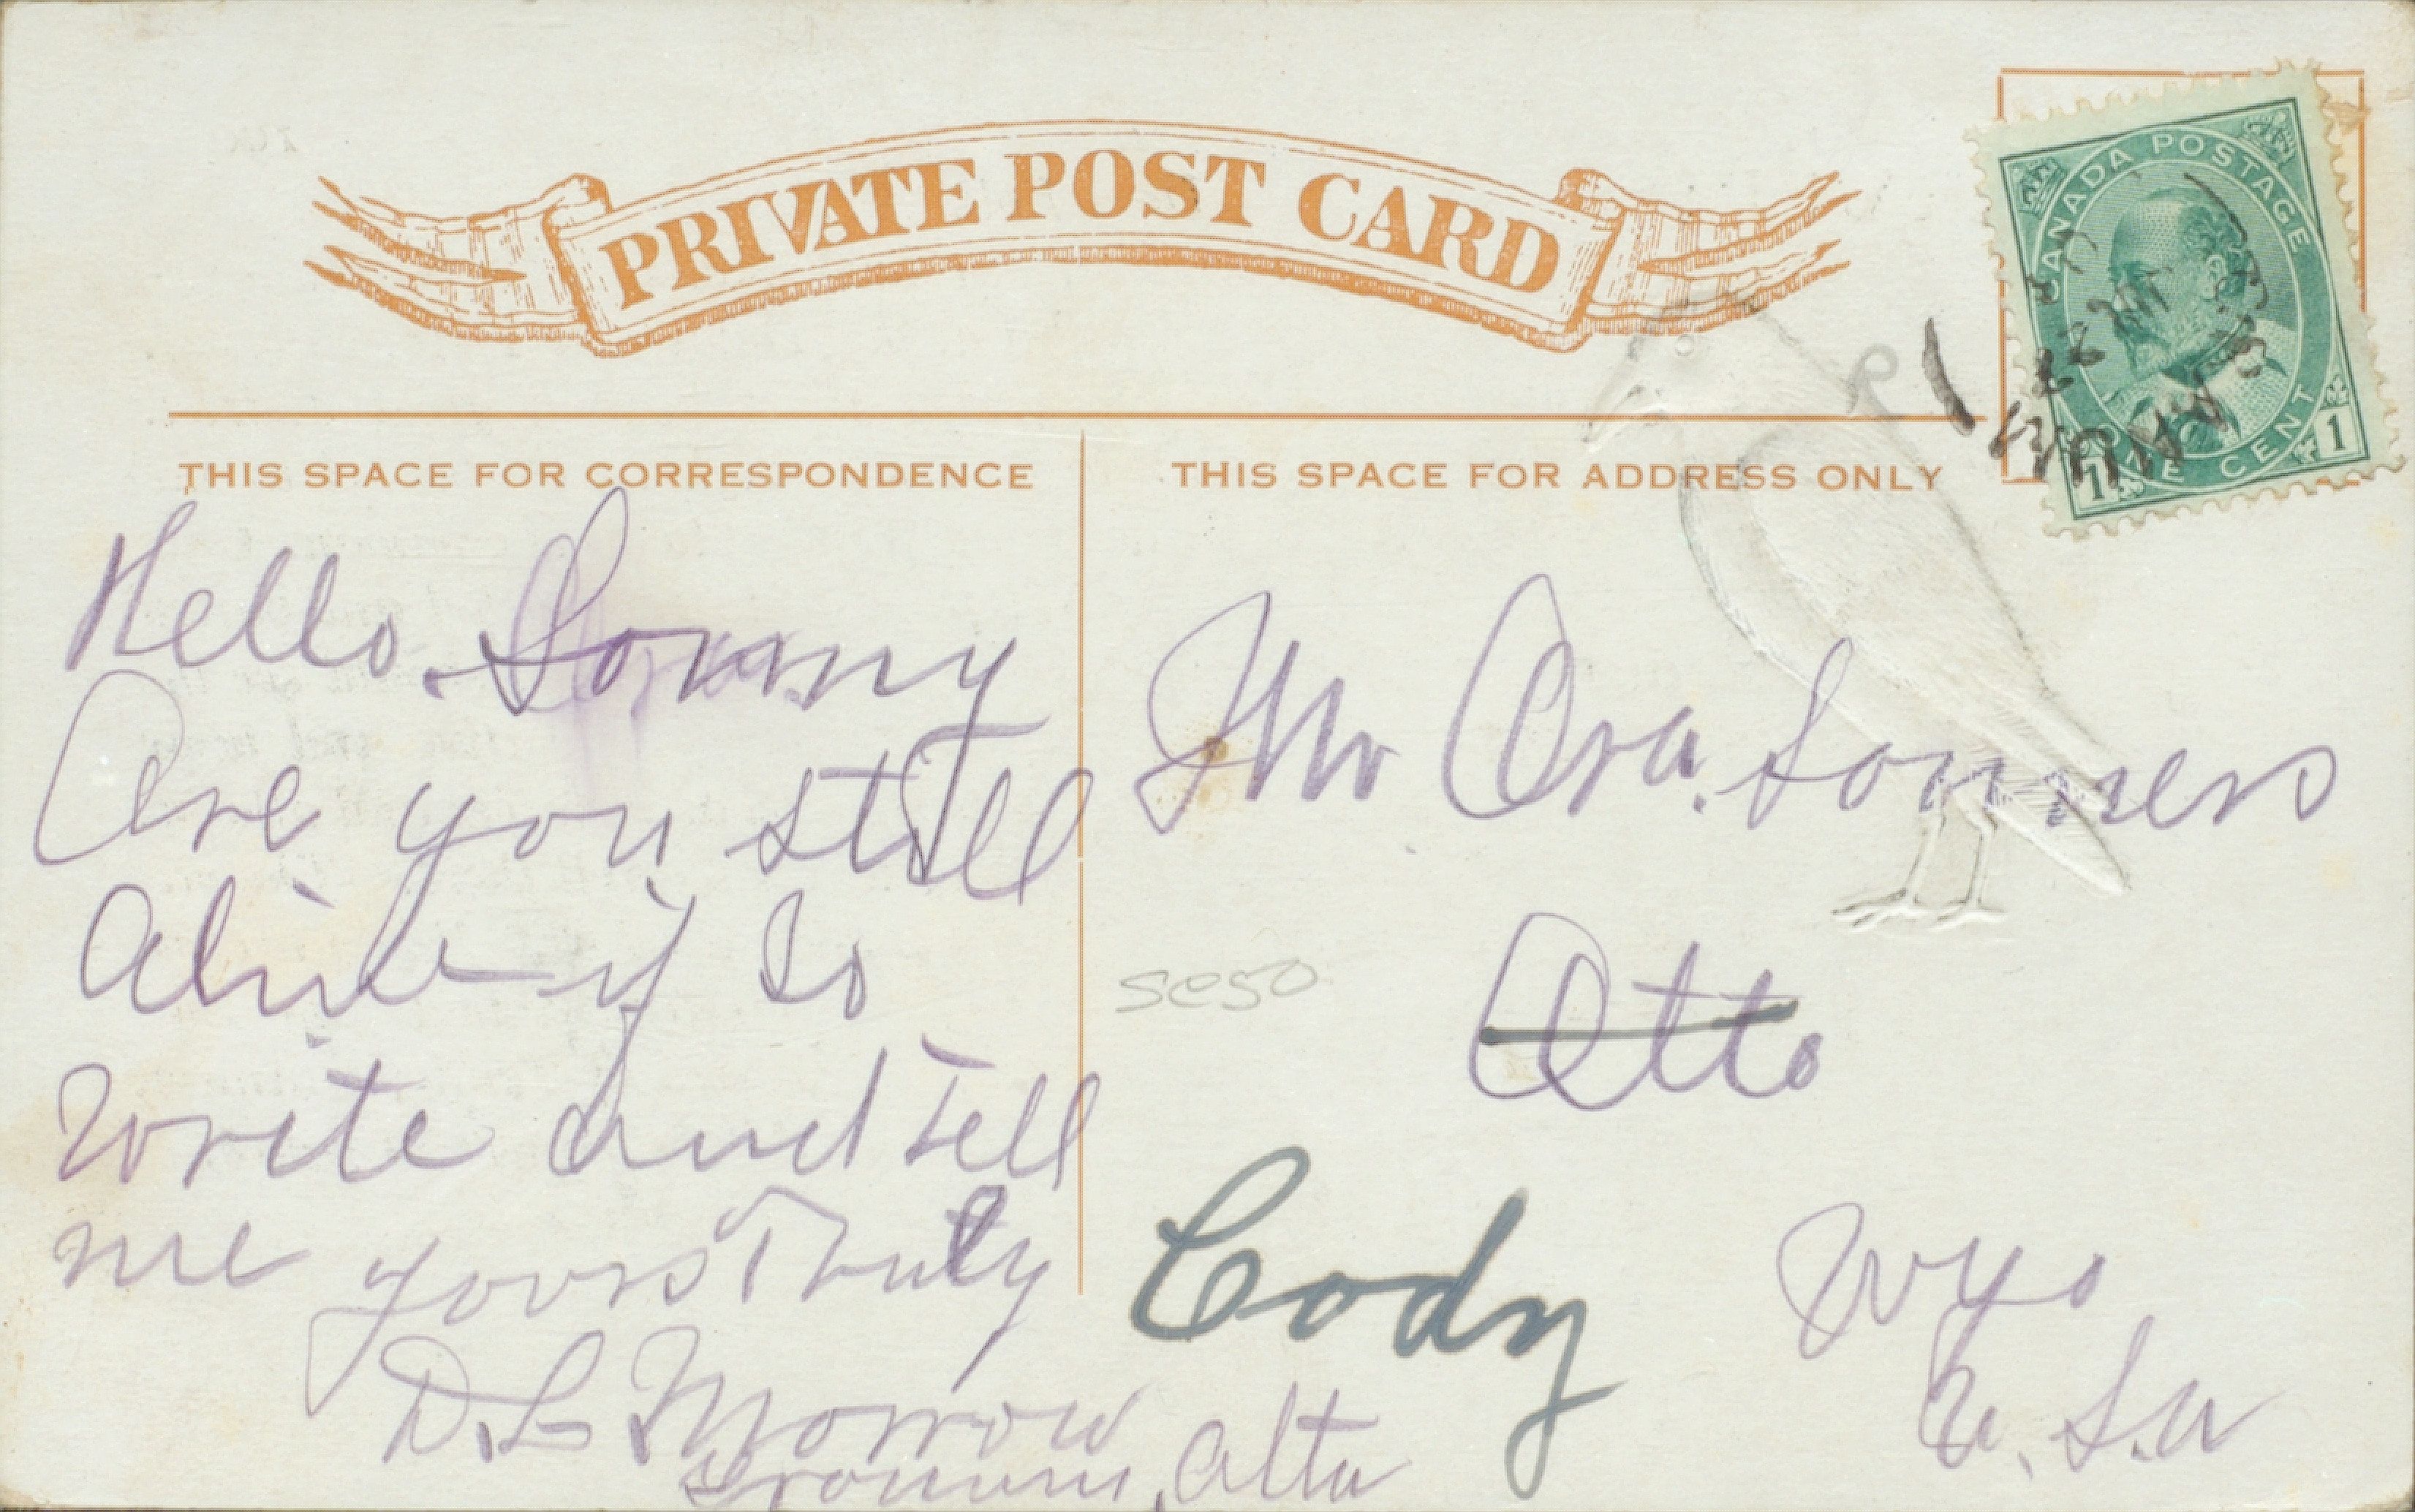 PRIVATE POST CARD
CANADA POSTAGE
ONE CENT
1 1
THIS SPACE FOR CORRESPONDENCE
Hello Sonny
Are you still
Alive if so
Write and tell
me yours Truly
D. L. Morrow
Alta
THIS SPACE FOR ADDRESS ONLY
Mr Ora. Somers
Otto
Cody
Wyo
U. S. A